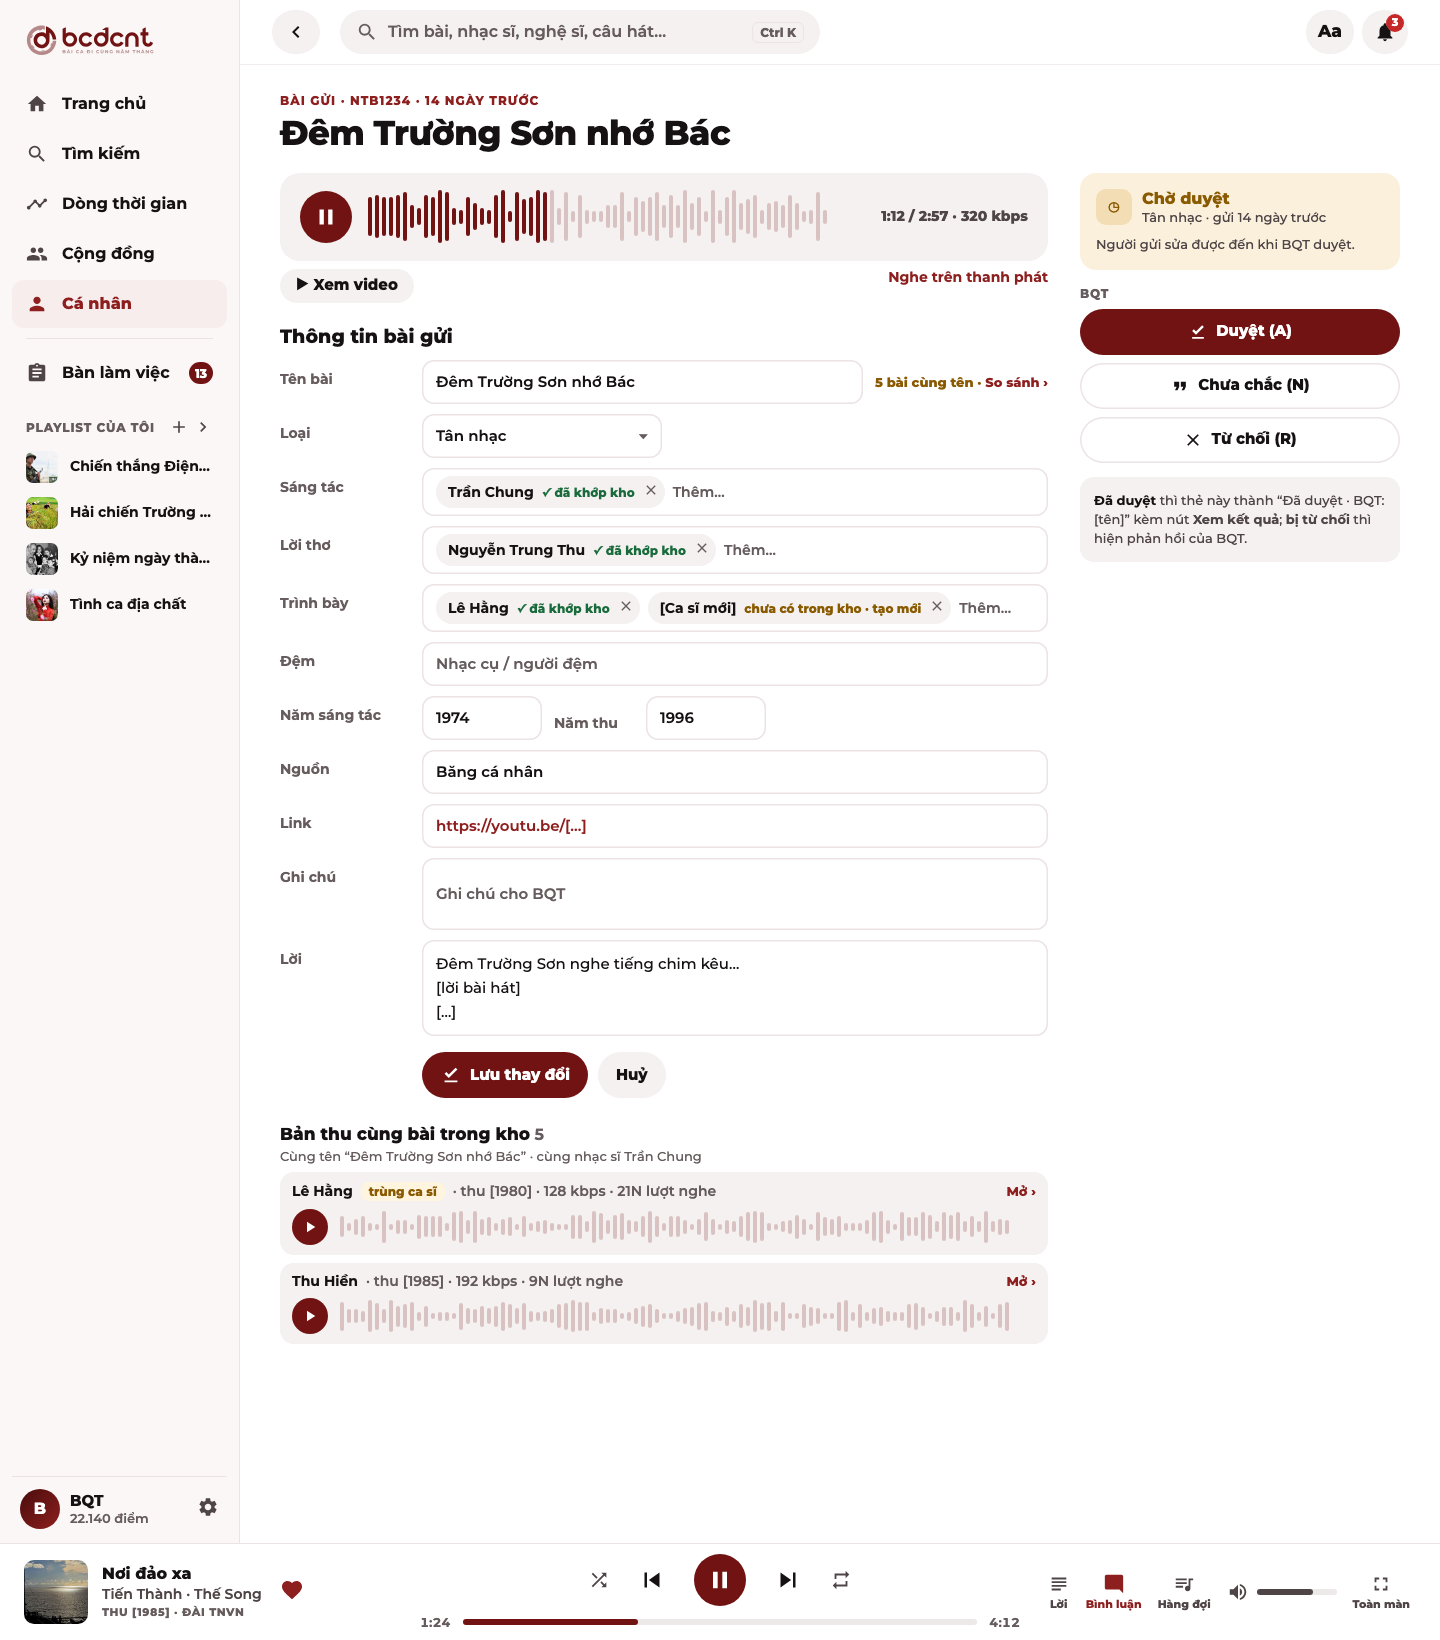 bcdcnt
BÀI CA ĐI CÙNG NĂM THÁNG
Trang chủ
Tìm kiếm
Dòng thời gian
Cộng đồng
Cá nhân
Bàn làm việc 13
PLAYLIST CỦA TÔI
Chiến thắng Điện...
Hải chiến Trường ...
Kỷ niệm ngày thà...
Tình ca địa chất
B
BQT
22.140 điểm
Tìm bài, nhạc sĩ, nghệ sĩ, câu hát... Ctrl K
Aa
3
BÀI GỬI · NTB1234 · 14 NGÀY TRƯỚC
Đêm Trường Sơn nhớ Bác
1:12 / 2:57 · 320 kbps
Xem video
Nghe trên thanh phát
Thông tin bài gửi
Tên bài
Đêm Trường Sơn nhớ Bác
5 bài cùng tên · So sánh ›
Loại
Tân nhạc
Sáng tác
Trần Chung ✓ đã khớp kho × Thêm...
Lời thơ
Nguyễn Trung Thu ✓ đã khớp kho × Thêm...
Trình bày
Lê Hằng ✓ đã khớp kho × [Ca sĩ mới] chưa có trong kho · tạo mới × Thêm...
Đệm
Nhạc cụ / người đệm
Năm sáng tác
1974
Năm thu
1996
Nguồn
Băng cá nhân
Link
https://youtu.be/[...]
Ghi chú
Ghi chú cho BQT
Lời
Đêm Trường Sơn nghe tiếng chim kêu...
[lời bài hát]
[...]
Lưu thay đổi
Huỷ
Bản thu cùng bài trong kho 5
Cùng tên “Đêm Trường Sơn nhớ Bác” · cùng nhạc sĩ Trần Chung
Lê Hằng trùng ca sĩ · thu [1980] · 128 kbps · 21N lượt nghe
Mở ›
Thu Hiền · thu [1985] · 192 kbps · 9N lượt nghe
Mở ›
Chờ duyệt
Tân nhạc · gửi 14 ngày trước
Người gửi sửa được đến khi BQT duyệt.
BQT
Duyệt (A)
Chưa chắc (N)
Từ chối (R)
Đã duyệt thì thẻ này thành “Đã duyệt · BQT:
[tên]” kèm nút Xem kết quả; bị từ chối thì
hiện phản hồi của BQT.
Nơi đảo xa
Tiến Thành · Thế Song
THU [1985] · ĐÀI TNVN
1:24
4:12
Lời
Bình luận
Hàng đợi
Toàn màn